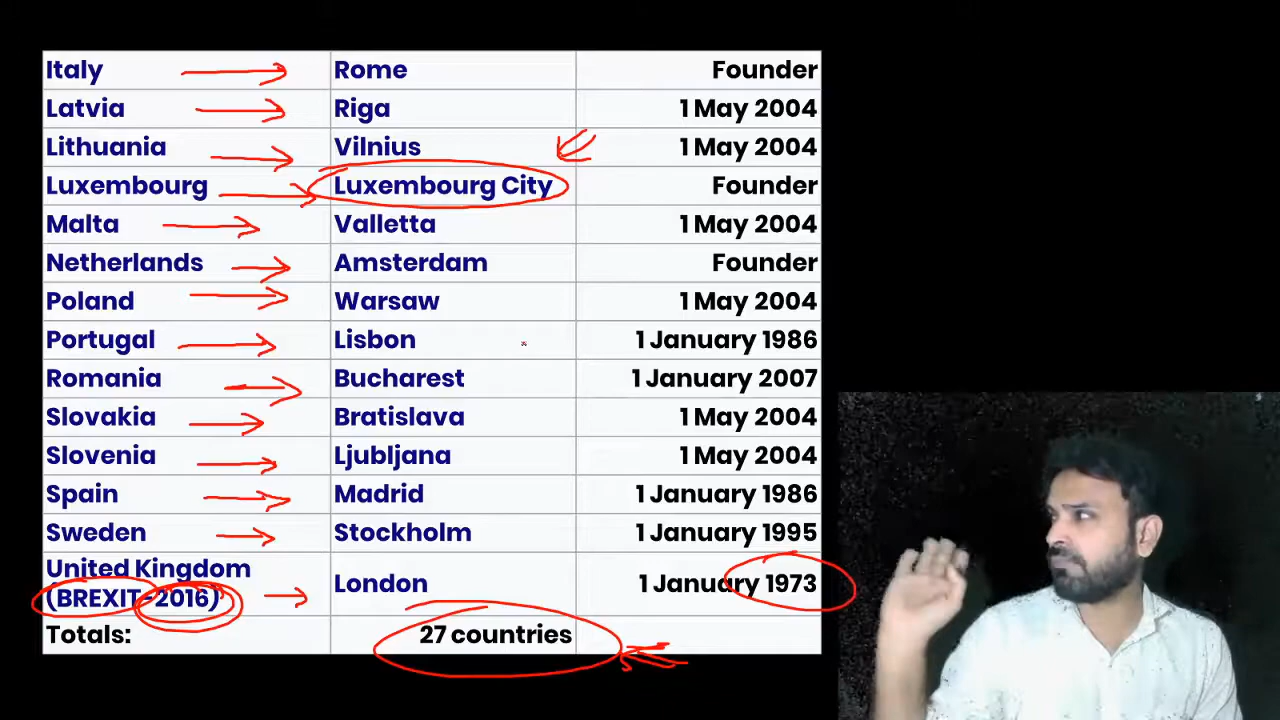 Italy Rome Founder
Latvia Riga 1 May 2004
Lithuania Vilnius 1 May 2004
Luxembourg Luxembourg City Founder
Malta Valletta 1 May 2004
Netherlands Amsterdam Founder
Poland Warsaw 1 May 2004
Portugal Lisbon 1 January 1986
Romania Bucharest 1 January 2007
Slovakia Bratislava 1 May 2004
Slovenia Ljubljana 1 May 2004
Spain Madrid 1 January 1986
Sweden Stockholm 1 January 1995
United Kingdom
(BREXIT-2016) London 1 January 1973
Totals: 27 countries